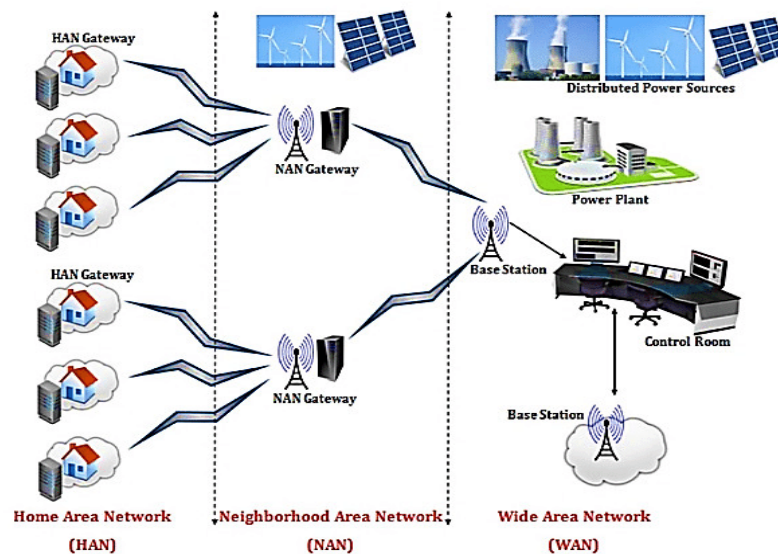 HAN Gateway
Distributed Power Sources
NAN Gateway
Power Plant
HAN Gateway
Base Station
Control Room
NAN Gateway
Base Station
Home Area Network
(HAN)
Neighborhood Area Network
(NAN)
Wide Area Network
(WAN)